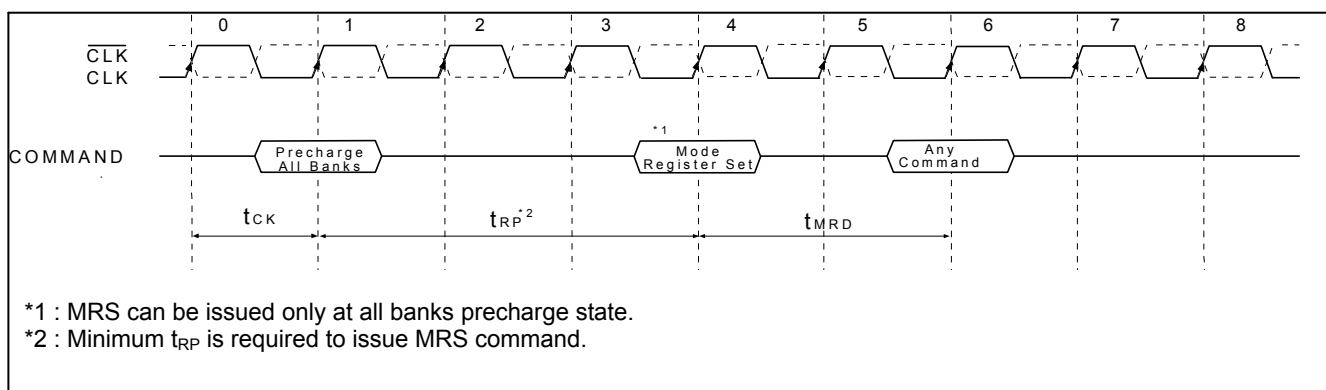 0 1 2 3 4 5 6 7 8
CLK
CLK
COMMAND
Precharge
All Banks
*1
Mode
Register Set
Any
Command
tCK
tRP*2
tMRD
*1 : MRS can be issued only at all banks precharge state.
*2 : Minimum tRP is required to issue MRS command.